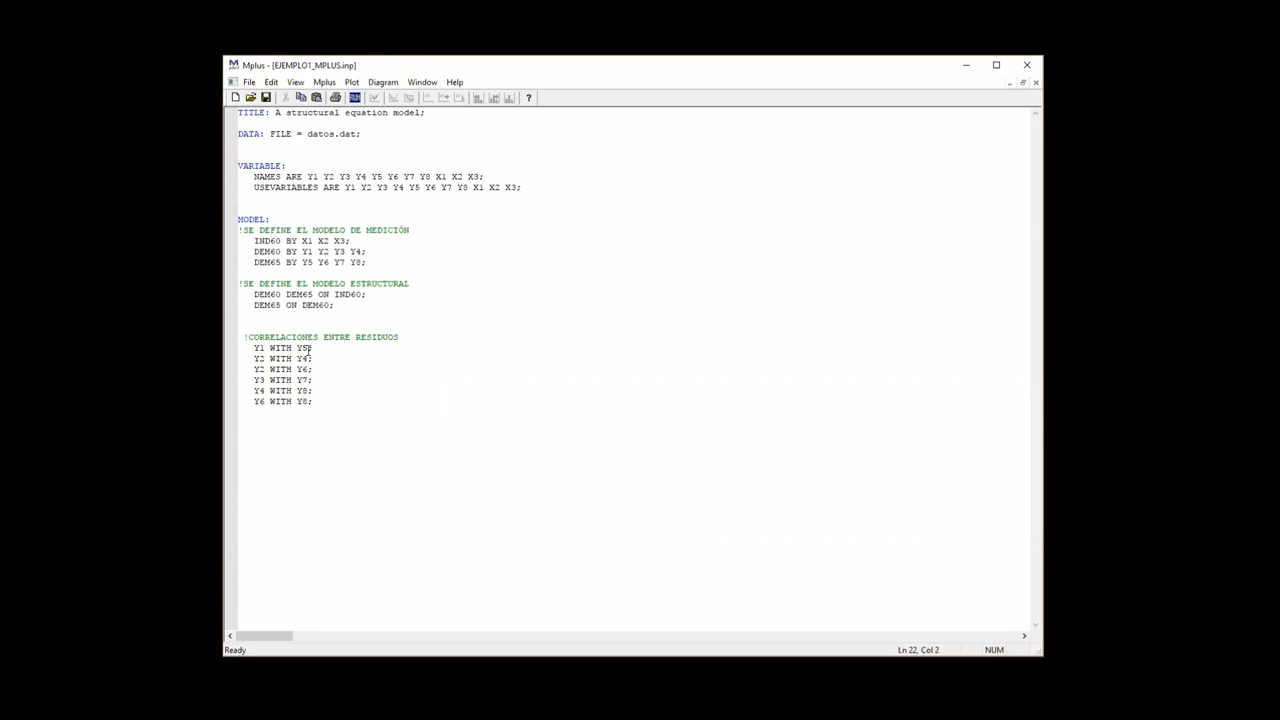 Mplus - [EJEMPLO1_MPLUS.inp]
File Edit View Mplus Plot Diagram Window Help
RUN ?
TITLE: A structural equation model;
DATA: FILE = datos.dat;
VARIABLE:
NAMES ARE Y1 Y2 Y3 Y4 Y5 Y6 Y7 Y8 X1 X2 X3;
USEVARIABLES ARE Y1 Y2 Y3 Y4 Y5 Y6 Y7 Y8 X1 X2 X3;
MODEL:
!SE DEFINE EL MODELO DE MEDICIÓN
IND60 BY X1 X2 X3;
DEM60 BY Y1 Y2 Y3 Y4;
DEM65 BY Y5 Y6 Y7 Y8;
!SE DEFINE EL MODELO ESTRUCTURAL
DEM60 DEM65 ON IND60;
DEM65 ON DEM60;
!CORRELACIONES ENTRE RESIDUOS
Y1 WITH Y5;
Y2 WITH Y4;
Y2 WITH Y6;
Y3 WITH Y7;
Y4 WITH Y8;
Y6 WITH Y8;
Ready Ln 22, Col 2 NUM